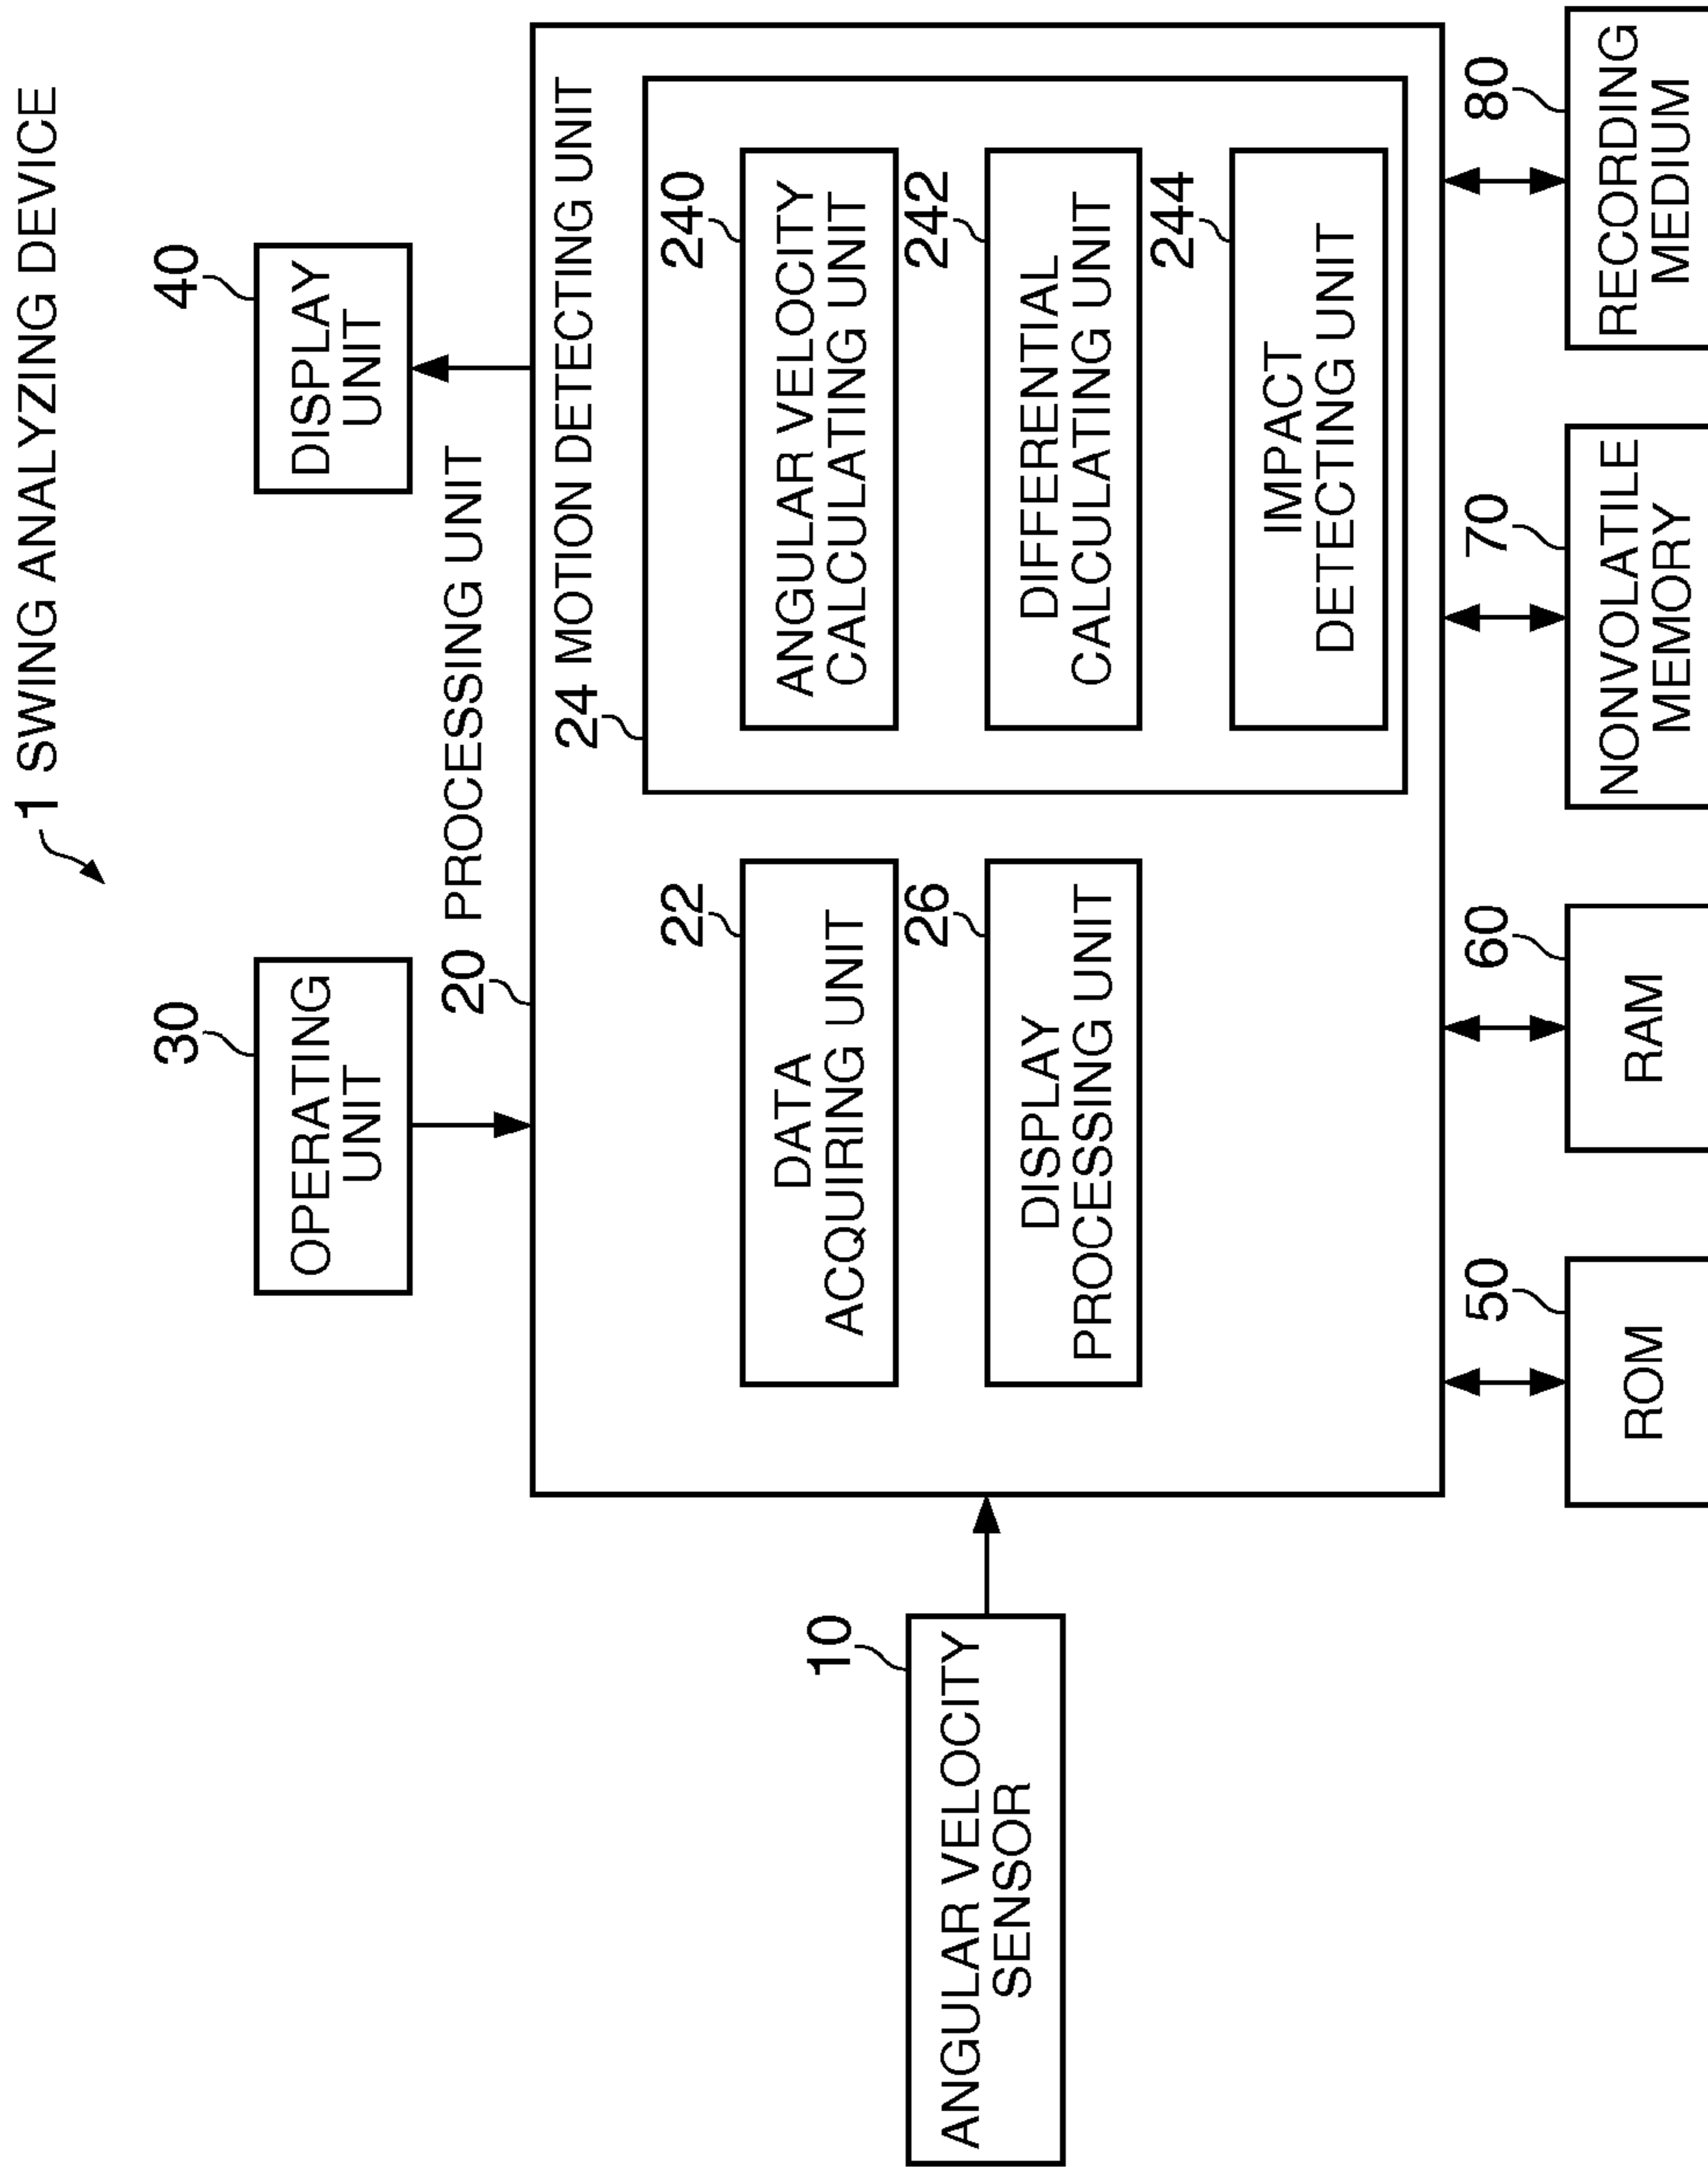 1 SWING ANALYZING DEVICE
30
OPERATING
UNIT
40
DISPLAY
UNIT
20 PROCESSING UNIT
10
ANGULAR VELOCITY
SENSOR
22
DATA
ACQUIRING UNIT
26
DISPLAY
PROCESSING UNIT
24 MOTION DETECTING UNIT
240
ANGULAR VELOCITY
CALCULATING UNIT
242
DIFFERENTIAL
CALCULATING UNIT
244
IMPACT
DETECTING UNIT
50
ROM
60
RAM
70
NONVOLATILE
MEMORY
80
RECORDING
MEDIUM